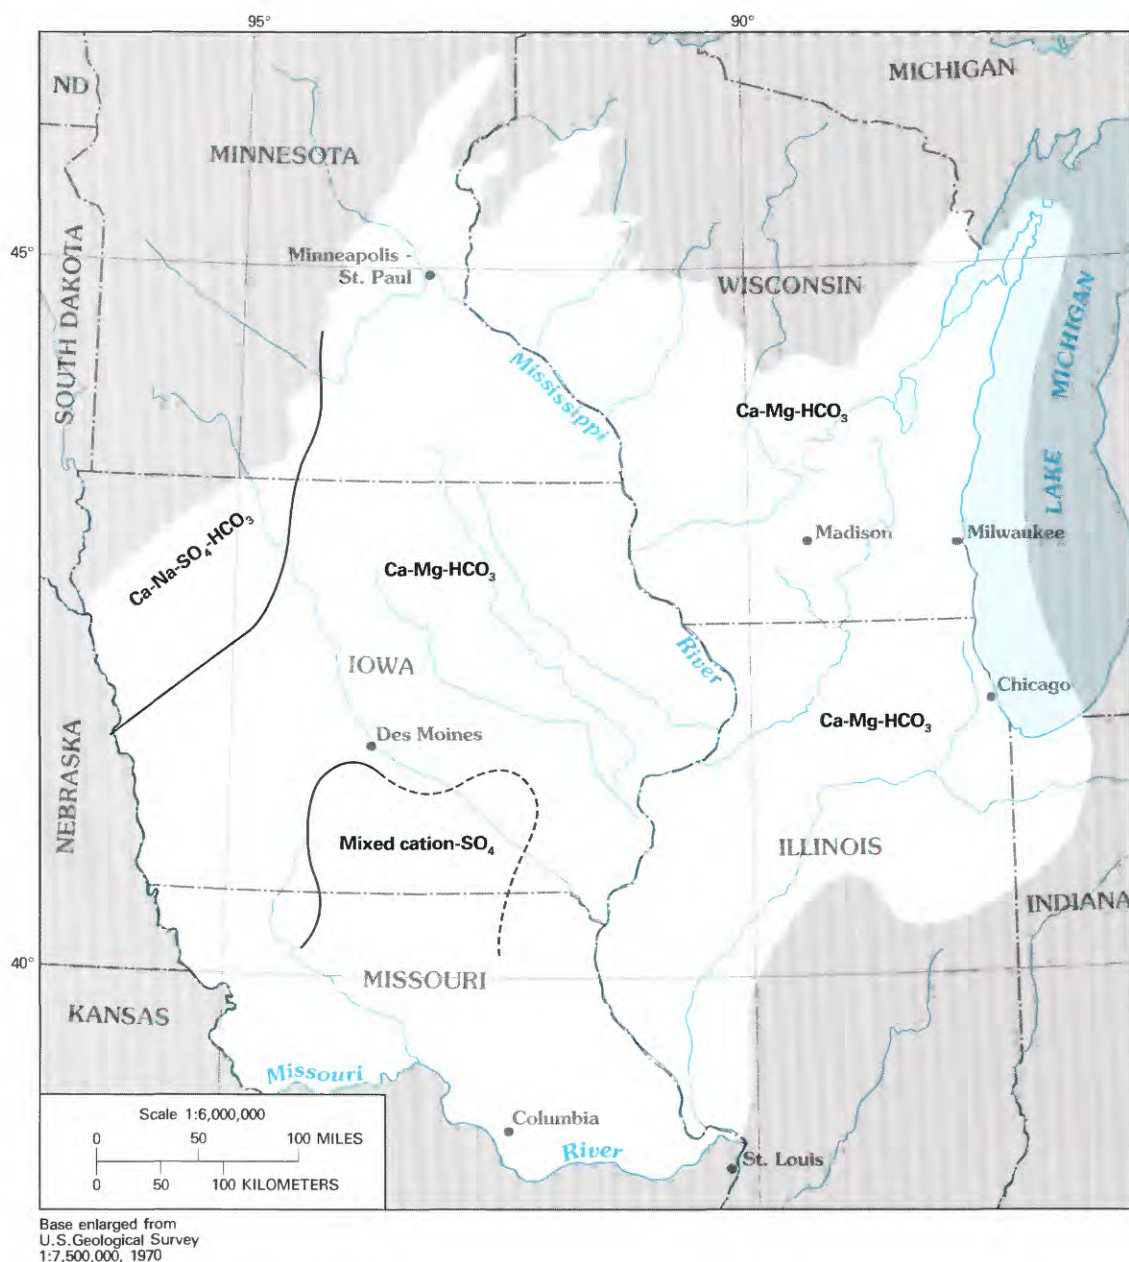 95°
90°
ND
MICHIGAN
MINNESOTA
45°
Minneapolis -
St. Paul
WISCONSIN
SOUTH DAKOTA
LAKE MICHIGAN
Mississippi
River
Ca-Mg-HCO₃
Madison
Milwaukee
Ca-Na-SO₄-HCO₃
Ca-Mg-HCO₃
IOWA
Chicago
Ca-Mg-HCO₃
Des Moines
NEBRASKA
Mixed cation-SO₄
ILLINOIS
INDIANA
40°
MISSOURI
KANSAS
Missouri
River
Columbia
St. Louis
Scale 1:6,000,000
0 50 100 MILES
0 50 100 KILOMETERS
Base enlarged from
U.S.Geological Survey
1:7,500,000, 1970